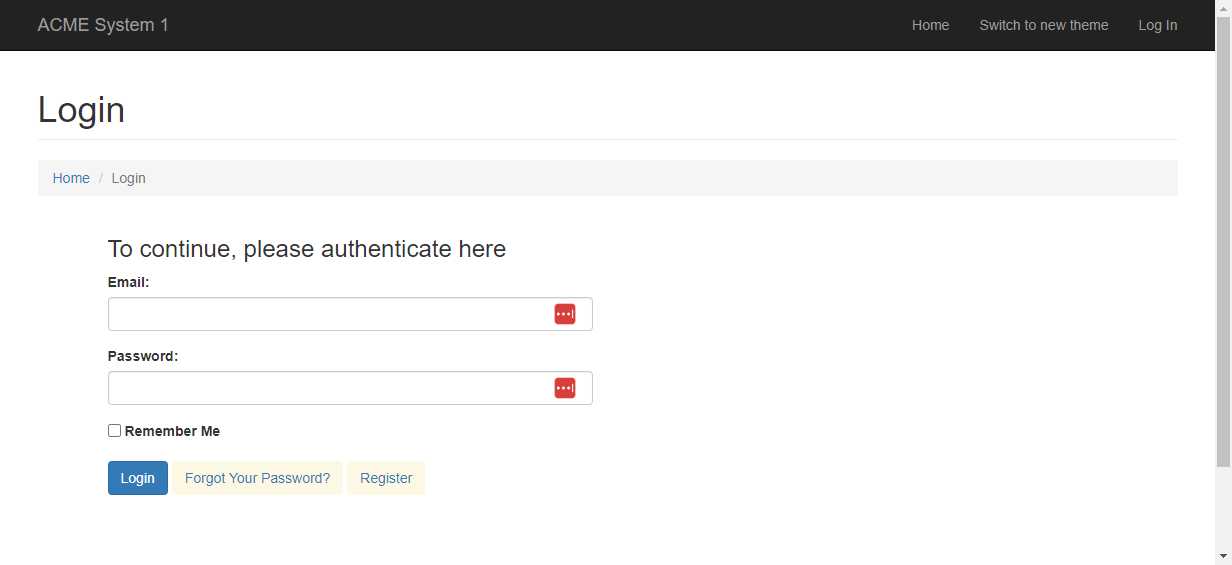 ACME System 1 Home Switch to new theme Log In
Login
Home / Login
To continue, please authenticate here
Email:
Password:
Remember Me
Login Forgot Your Password? Register